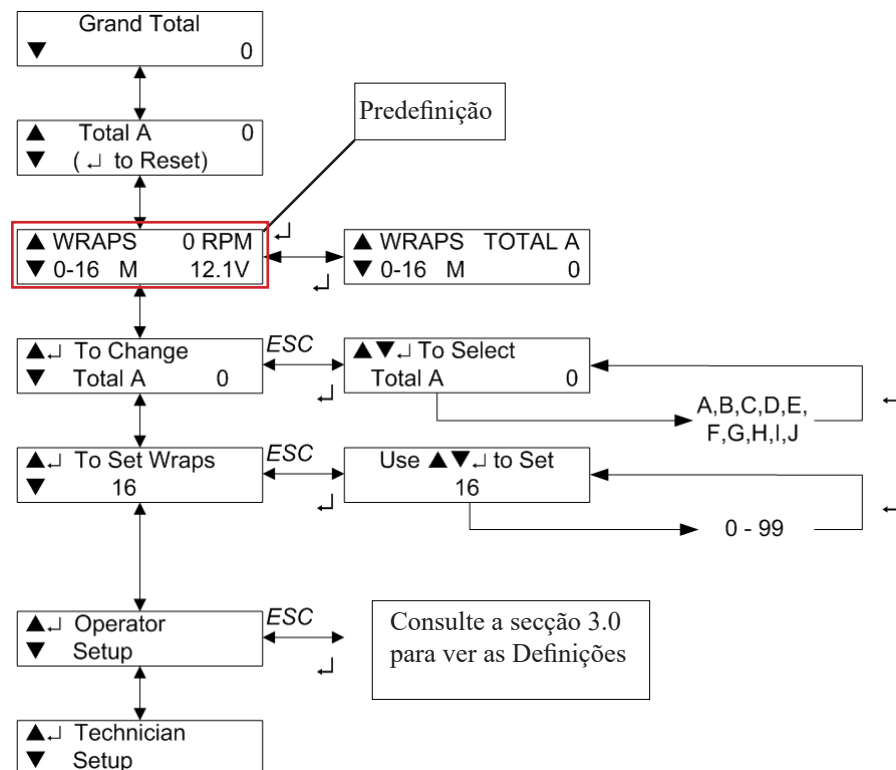 Grand Total
▼ 0
Predefinição
▲ Total A 0
▼ ( ↵ to Reset)
▲ WRAPS 0 RPM
▼ 0-16 M 12.1V
↵
▲ WRAPS TOTAL A
▼ 0-16 M 0
↵
▲↵ To Change
▼ Total A 0
ESC
↵
▲▼↵ To Select
Total A 0
A,B,C,D,E,
F,G,H,I,J
▲↵ To Set Wraps
▼ 16
ESC
↵
Use ▲▼↵ to Set
16
0 - 99
▲↵ Operator
▼ Setup
ESC
↵
Consulte a secção 3.0
para ver as Definições
▲↵ Technician
▼ Setup